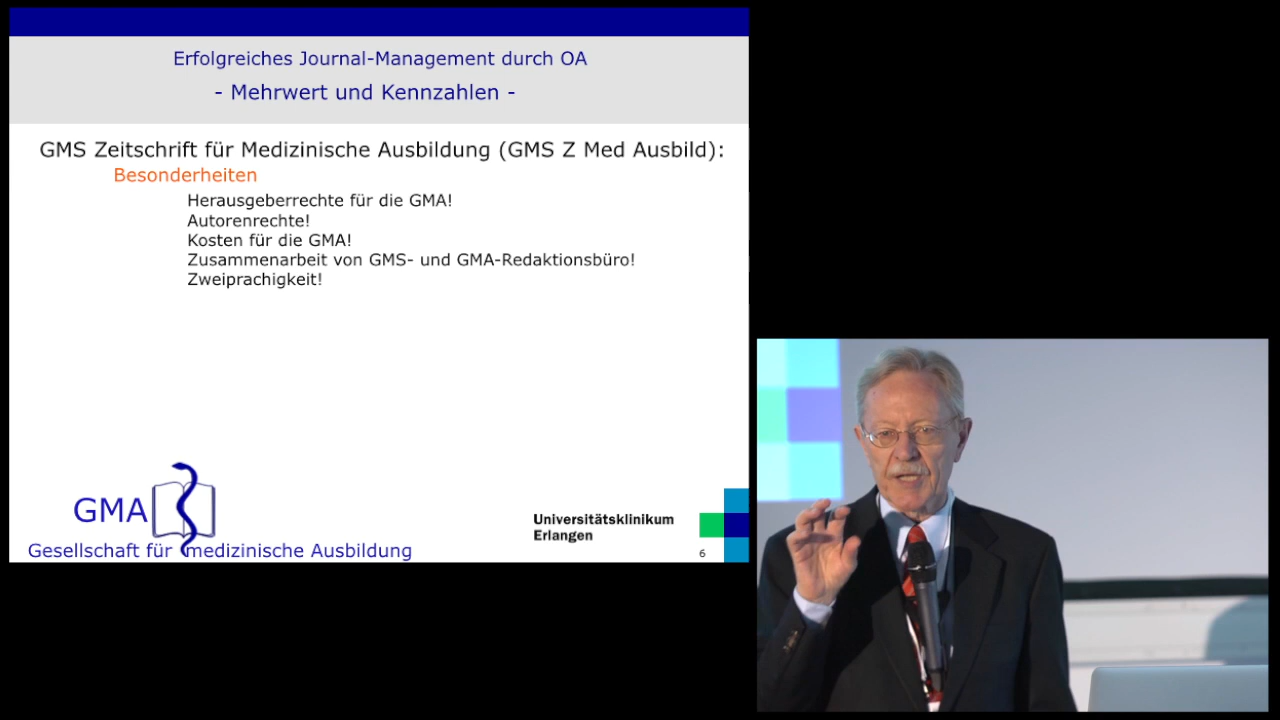 Erfolgreiches Journal-Management durch OA
- Mehrwert und Kennzahlen -
GMS Zeitschrift für Medizinische Ausbildung (GMS Z Med Ausbild):
Besonderheiten
Herausgeberrechte für die GMA!
Autorenrechte!
Kosten für die GMA!
Zusammenarbeit von GMS- und GMA-Redaktionsbüro!
Zweiprachigkeit!
GMA
Gesellschaft für medizinische Ausbildung
Universitätsklinikum
Erlangen
6